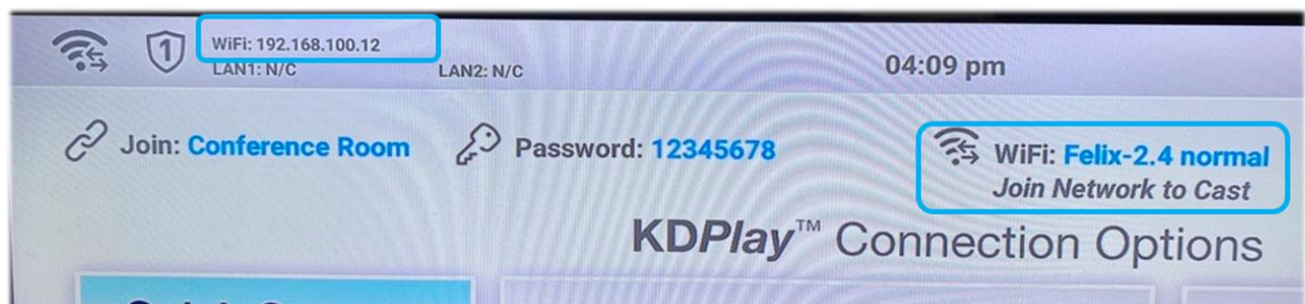 1
WiFi: 192.168.100.12
LAN1: N/C
LAN2: N/C
04:09 pm
Join: Conference Room
Password: 12345678
WiFi: Felix-2.4 normal
Join Network to Cast
KDPlay™ Connection Options